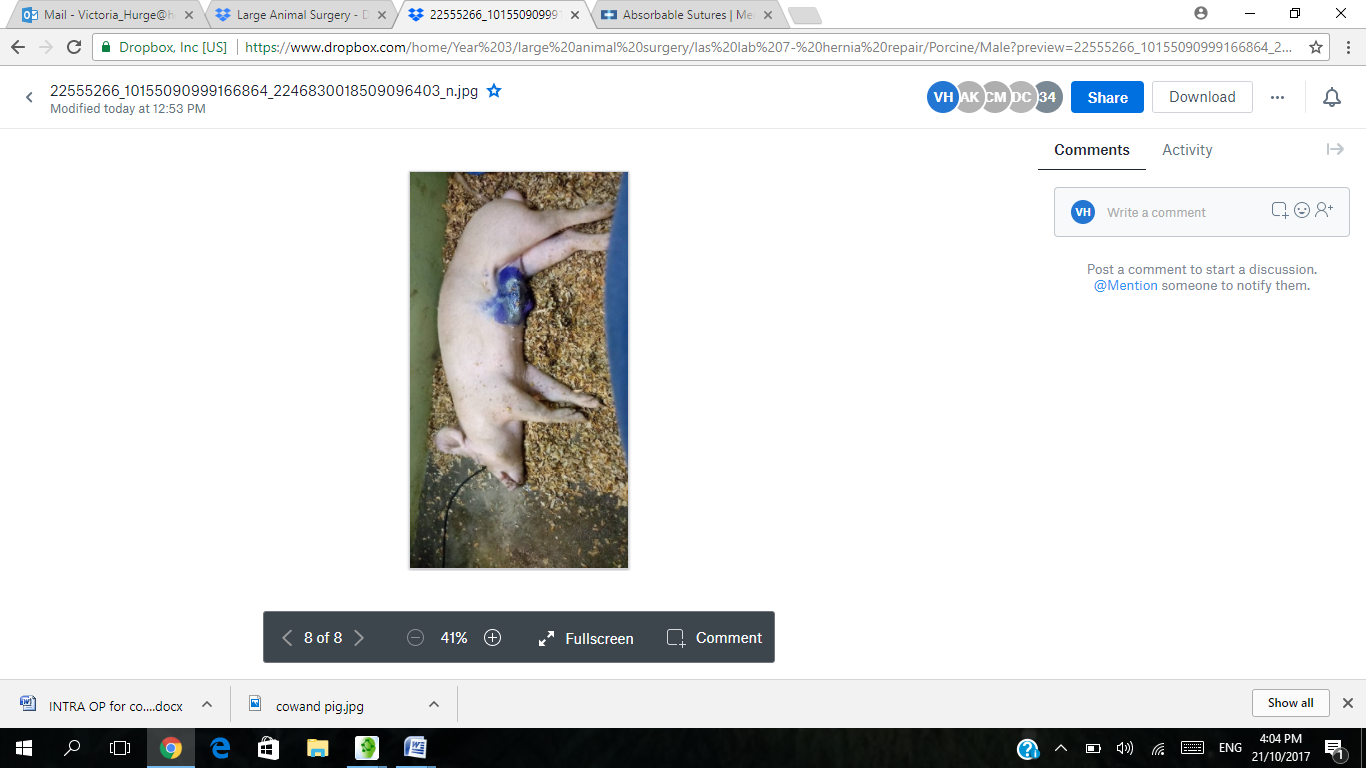 Mail - Victoria_Hurge@h
Large Animal Surgery - D
22555266_10155090999
Absorbable Sutures | Me
Dropbox, Inc [US]
https://www.dropbox.com/home/Year%203/large%20animal%20surgery/las%20lab%207-%20hernia%20repair/Porcine/Male?preview=22555266_10155090999166864_2...
22555266_10155090999166864_2246830018509096403_n.jpg
Modified today at 12:53 PM
VH AK CM DC 34
Share
Download
Comments
Activity
VH
Write a comment
Post a comment to start a discussion.
@Mention someone to notify them.
8 of 8
41%
Fullscreen
Comment
INTRA OP for co....docx
cowand pig.jpg
Show all
ENG
4:04 PM
21/10/2017
1